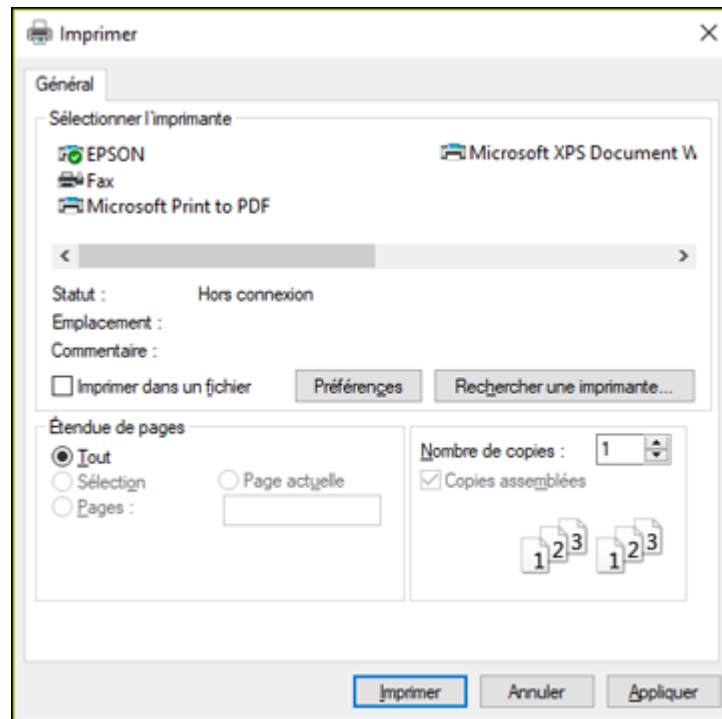 Imprimer
Général
Sélectionner l'imprimante
EPSON
Microsoft XPS Document W
Fax
Microsoft Print to PDF
Statut : Hors connexion
Emplacement :
Commentaire :
Imprimer dans un fichier Préférences Rechercher une imprimante...
Étendue de pages
Tout
Sélection Page actuelle
Pages :
Nombre de copies : 1
Copies assemblées
1 2 3 1 2 3
Imprimer Annuler Appliquer